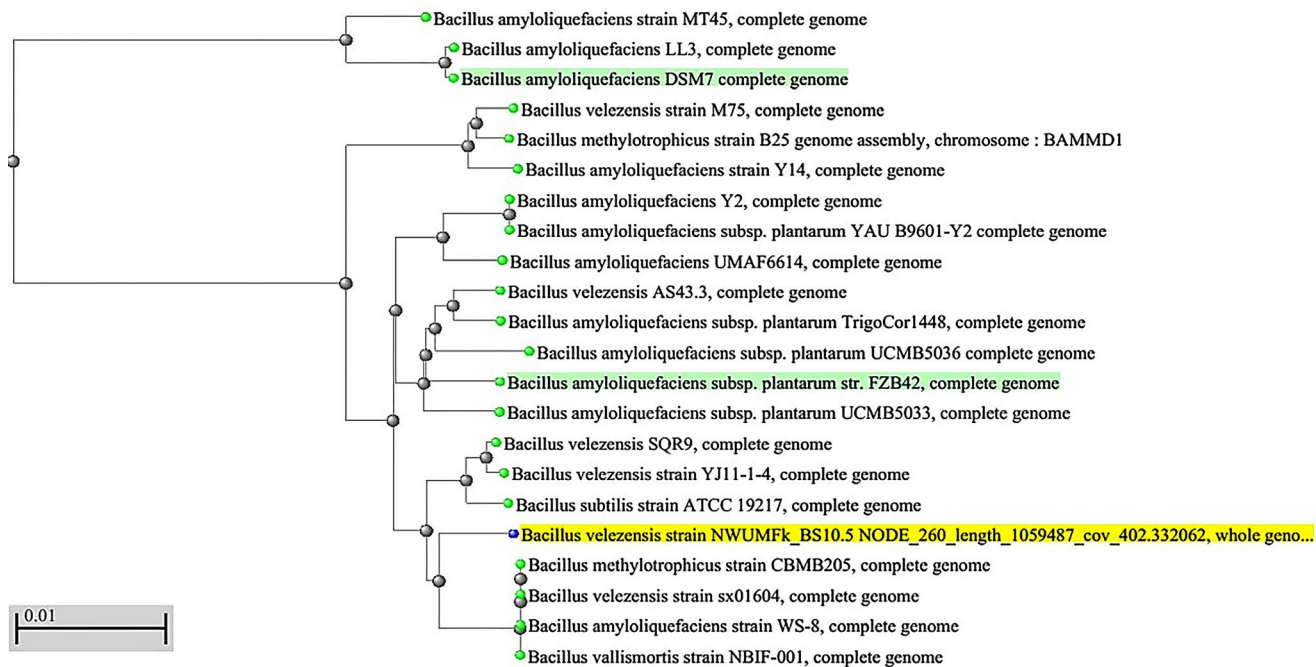 Bacillus amyloliquefaciens strain MT45, complete genome
Bacillus amyloliquefaciens LL3, complete genome
Bacillus amyloliquefaciens DSM7 complete genome
Bacillus velezensis strain M75, complete genome
Bacillus methylotrophicus strain B25 genome assembly, chromosome : BAMMD1
Bacillus amyloliquefaciens strain Y14, complete genome
Bacillus amyloliquefaciens Y2, complete genome
Bacillus amyloliquefaciens subsp. plantarum YAU B9601-Y2 complete genome
Bacillus amyloliquefaciens UMAF6614, complete genome
Bacillus velezensis AS43.3, complete genome
Bacillus amyloliquefaciens subsp. plantarum TrigoCor1448, complete genome
Bacillus amyloliquefaciens subsp. plantarum UCMB5036 complete genome
Bacillus amyloliquefaciens subsp. plantarum str. FZB42, complete genome
Bacillus amyloliquefaciens subsp. plantarum UCMB5033, complete genome
Bacillus velezensis SQR9, complete genome
Bacillus velezensis strain YJ11-1-4, complete genome
Bacillus subtilis strain ATCC 19217, complete genome
Bacillus velezensis strain NWUMFk_BS10.5 NODE_260_length_1059487_cov_402.332062, whole geno...
Bacillus methylotrophicus strain CBMB205, complete genome
Bacillus velezensis strain sx01604, complete genome
Bacillus amyloliquefaciens strain WS-8, complete genome
Bacillus vallismortis strain NBIF-001, complete genome
0.01